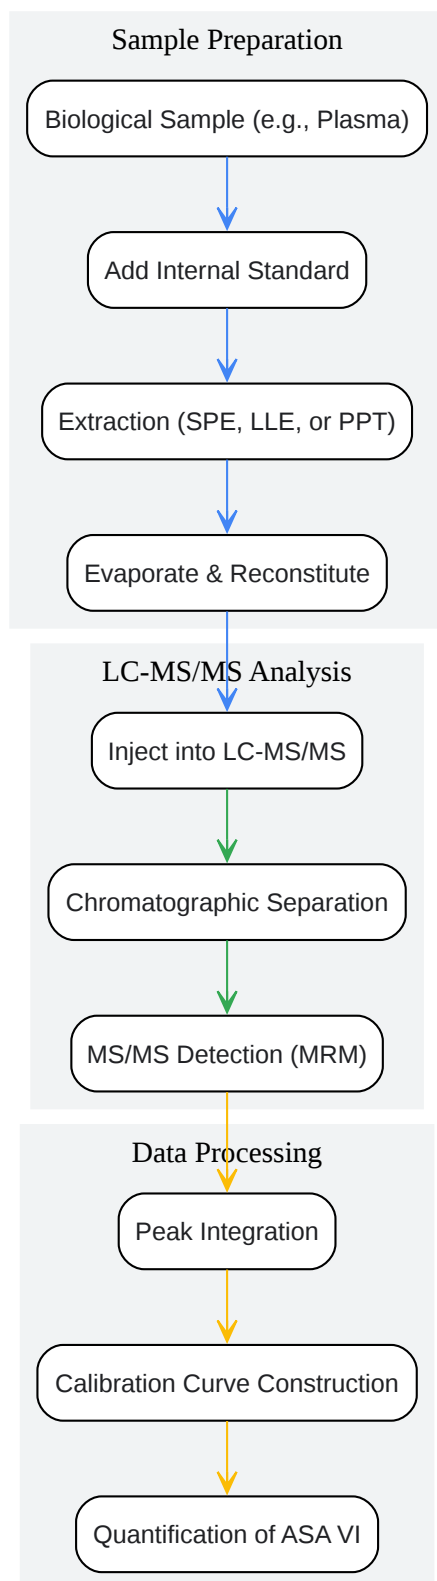 Sample Preparation
Biological Sample (e.g., Plasma)
Add Internal Standard
Extraction (SPE, LLE, or PPT)
Evaporate & Reconstitute
LC-MS/MS Analysis
Inject into LC-MS/MS
Chromatographic Separation
MS/MS Detection (MRM)
Data Processing
Peak Integration
Calibration Curve Construction
Quantification of ASA VI